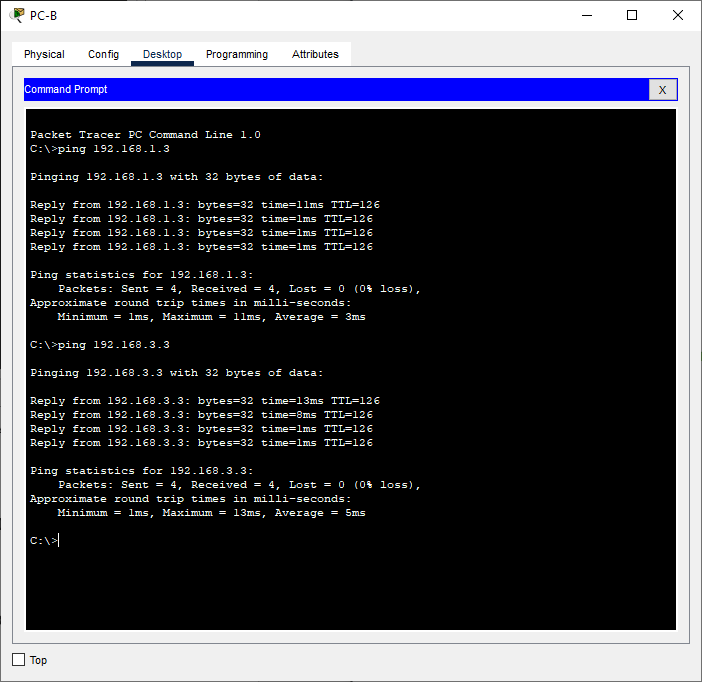 PC-B
Physical Config Desktop Programming Attributes
Command Prompt X
Packet Tracer PC Command Line 1.0
C:\>ping 192.168.1.3
Pinging 192.168.1.3 with 32 bytes of data:
Reply from 192.168.1.3: bytes=32 time=11ms TTL=126
Reply from 192.168.1.3: bytes=32 time=1ms TTL=126
Reply from 192.168.1.3: bytes=32 time=1ms TTL=126
Reply from 192.168.1.3: bytes=32 time=1ms TTL=126
Ping statistics for 192.168.1.3:
Packets: Sent = 4, Received = 4, Lost = 0 (0% loss),
Approximate round trip times in milli-seconds:
Minimum = 1ms, Maximum = 11ms, Average = 3ms
C:\>ping 192.168.3.3
Pinging 192.168.3.3 with 32 bytes of data:
Reply from 192.168.3.3: bytes=32 time=13ms TTL=126
Reply from 192.168.3.3: bytes=32 time=8ms TTL=126
Reply from 192.168.3.3: bytes=32 time=1ms TTL=126
Reply from 192.168.3.3: bytes=32 time=1ms TTL=126
Ping statistics for 192.168.3.3:
Packets: Sent = 4, Received = 4, Lost = 0 (0% loss),
Approximate round trip times in milli-seconds:
Minimum = 1ms, Maximum = 13ms, Average = 5ms
C:\>
Top